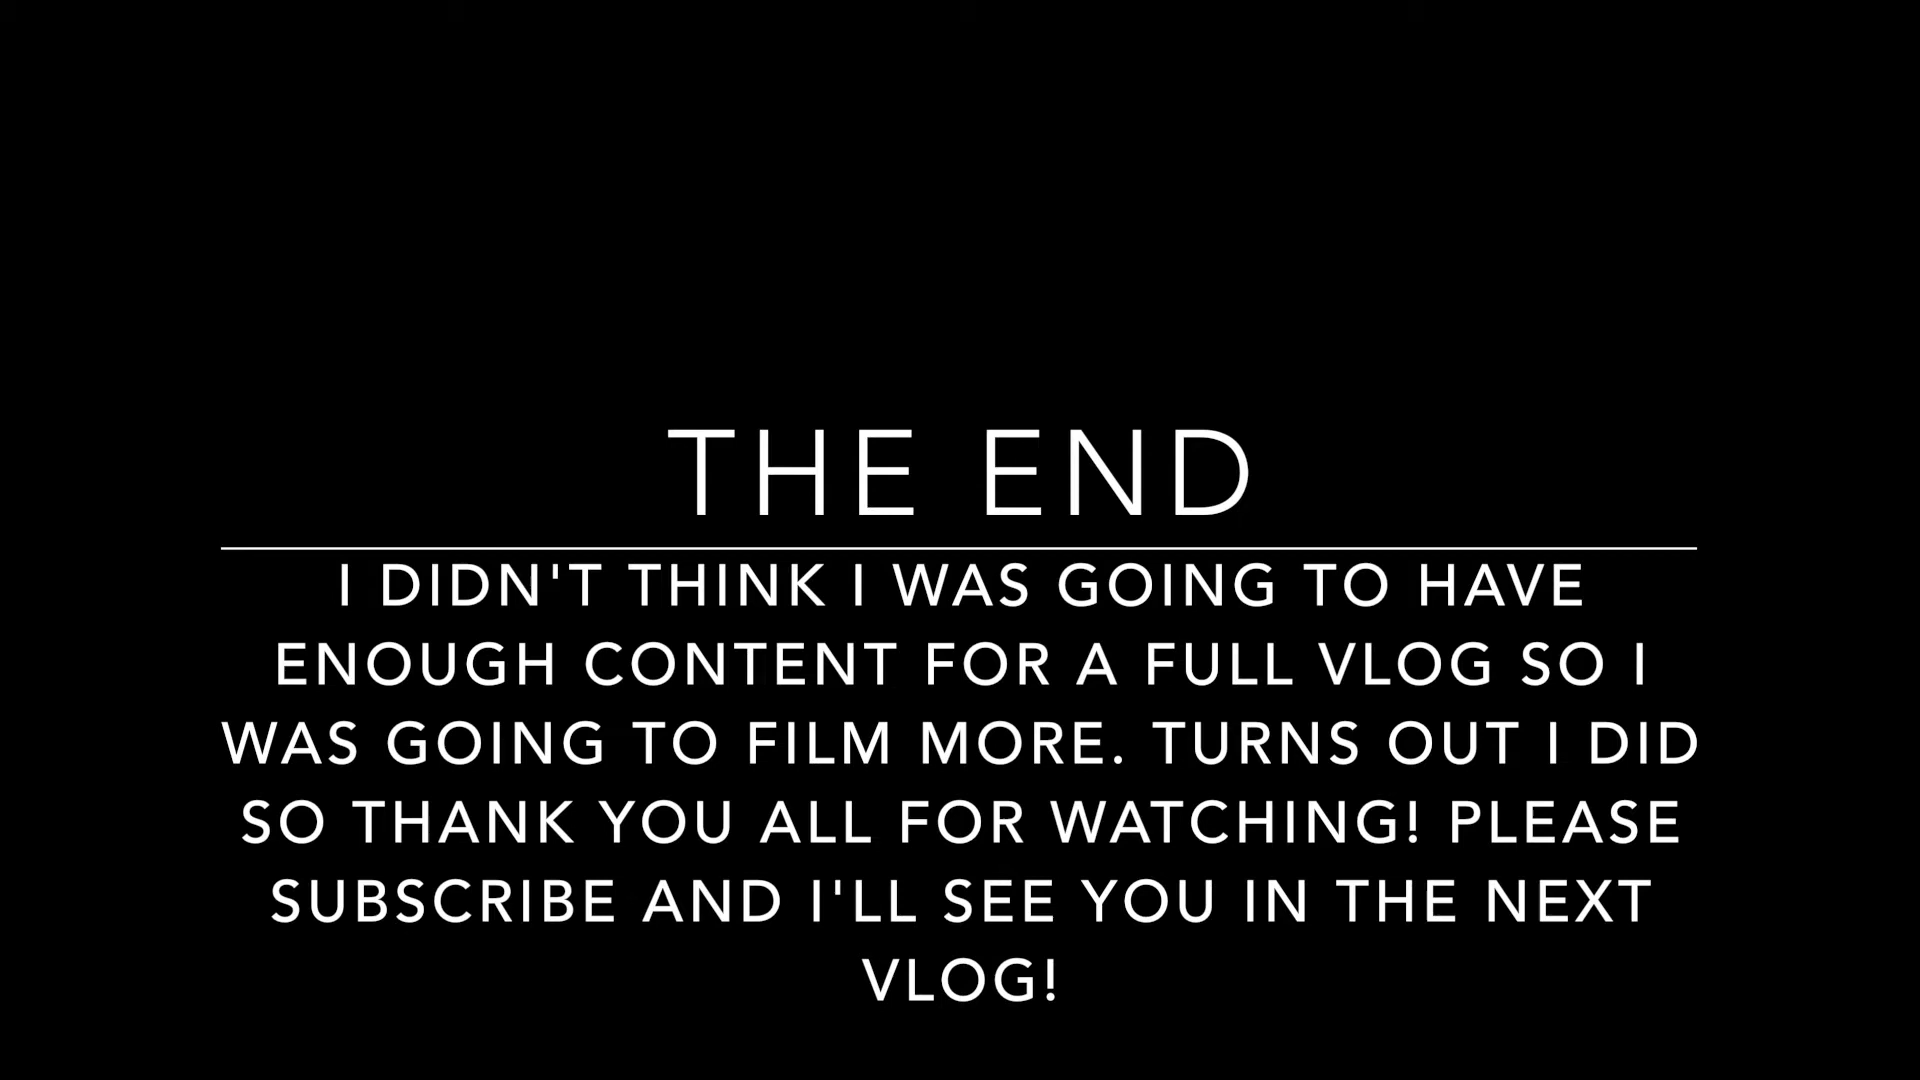 THE END
I DIDN'T THINK I WAS GOING TO HAVE
ENOUGH CONTENT FOR A FULL VLOG SO I
WAS GOING TO FILM MORE. TURNS OUT I DID
SO THANK YOU ALL FOR WATCHING! PLEASE
SUBSCRIBE AND I'LL SEE YOU IN THE NEXT
VLOG!